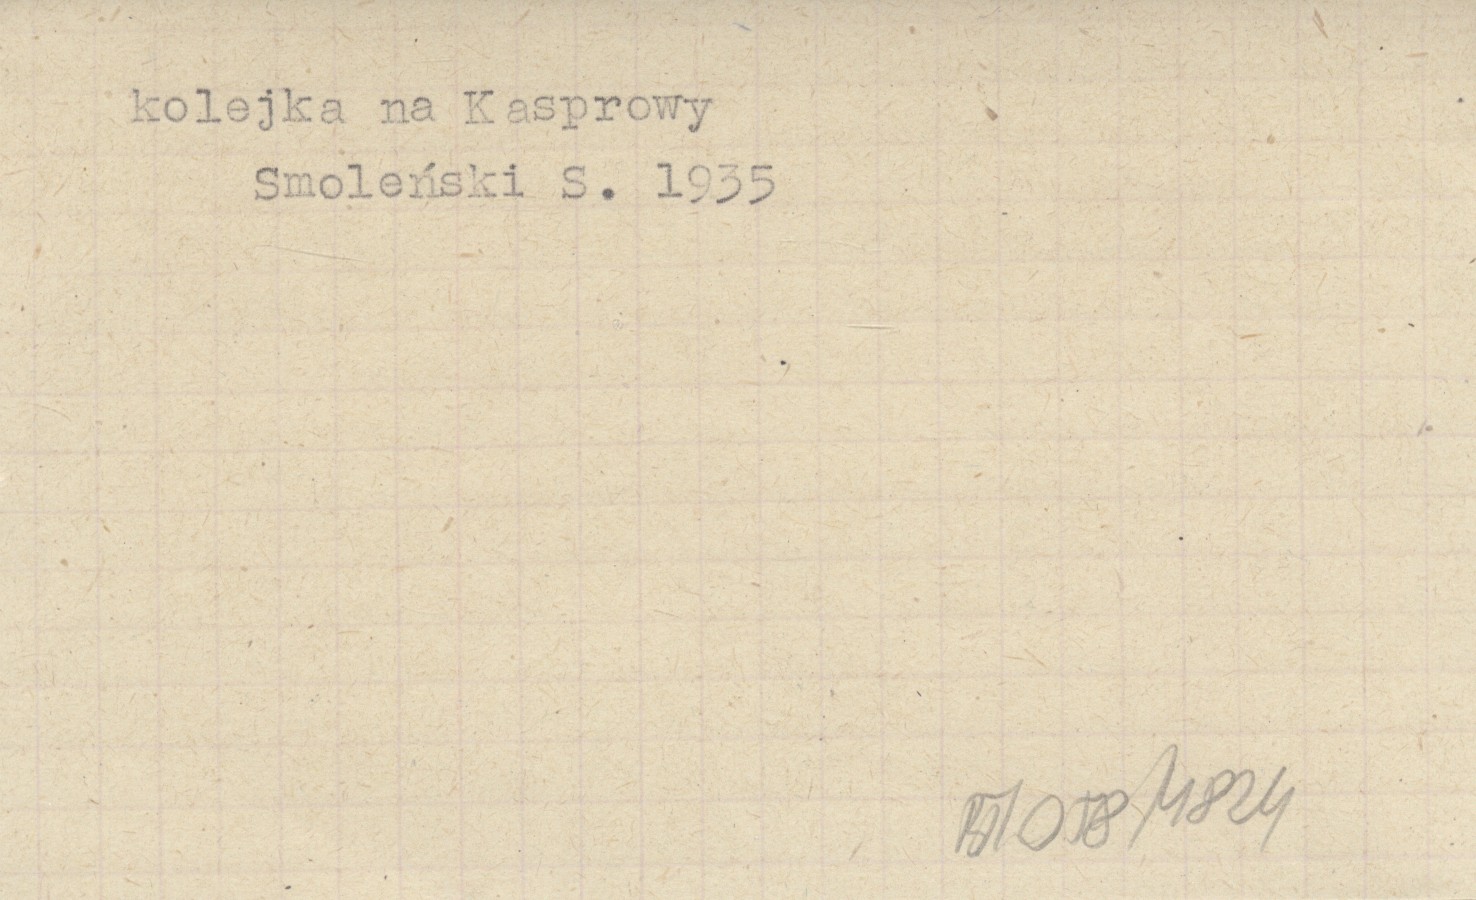 kolejka na Kasprowy
Smoleński S. 1935